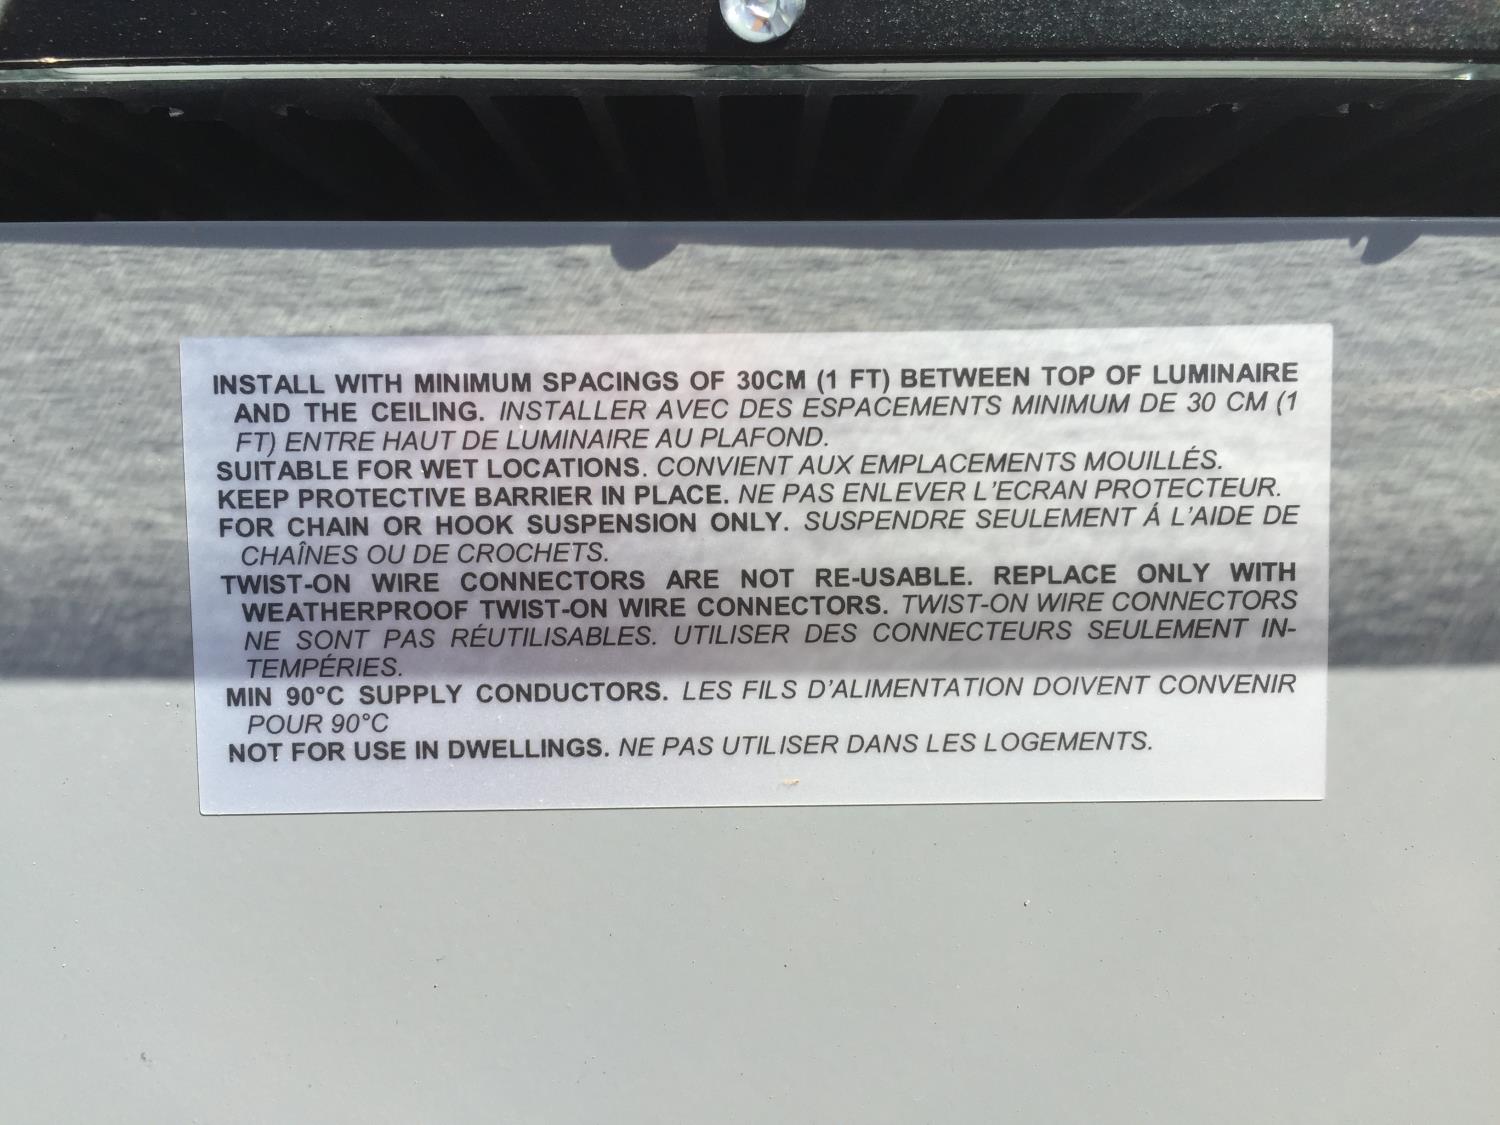 INSTALL WITH MINIMUM SPACINGS OF 30CM (1 FT) BETWEEN TOP OF LUMINAIRE
AND THE CEILING. INSTALLER AVEC DES ESPACEMENTS MINIMUM DE 30 CM (1
FT) ENTRE HAUT DE LUMINAIRE AU PLAFOND.
SUITABLE FOR WET LOCATIONS. CONVIENT AUX EMPLACEMENTS MOUILLÉS.
KEEP PROTECTIVE BARRIER IN PLACE. NE PAS ENLEVER L'ECRAN PROTECTEUR.
FOR CHAIN OR HOOK SUSPENSION ONLY. SUSPENDRE SEULEMENT Á L'AIDE DE
CHAÎNES OU DE CROCHETS.
TWIST-ON WIRE CONNECTORS ARE NOT RE-USABLE. REPLACE ONLY WITH
WEATHERPROOF TWIST-ON WIRE CONNECTORS. TWIST-ON WIRE CONNECTORS
NE SONT PAS RÉUTILISABLES. UTILISER DES CONNECTEURS SEULEMENT IN-
TEMPÉRIES.
MIN 90°C SUPPLY CONDUCTORS. LES FILS D'ALIMENTATION DOIVENT CONVENIR
POUR 90°C
NOT FOR USE IN DWELLINGS. NE PAS UTILISER DANS LES LOGEMENTS.